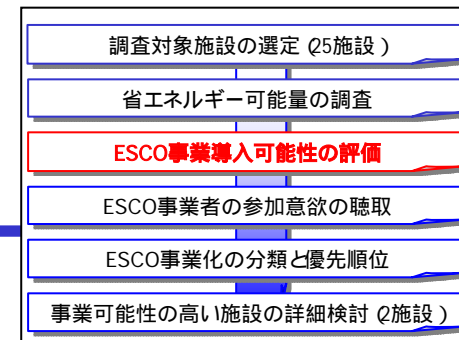 調査対象施設の選定（25施設）
省エネルギー可能量の調査
ESCO事業導入可能性の評価
ESCO事業者の参加意欲の聴取
ESCO事業化の分類と優先順位
事業可能性の高い施設の詳細検討（2施設）